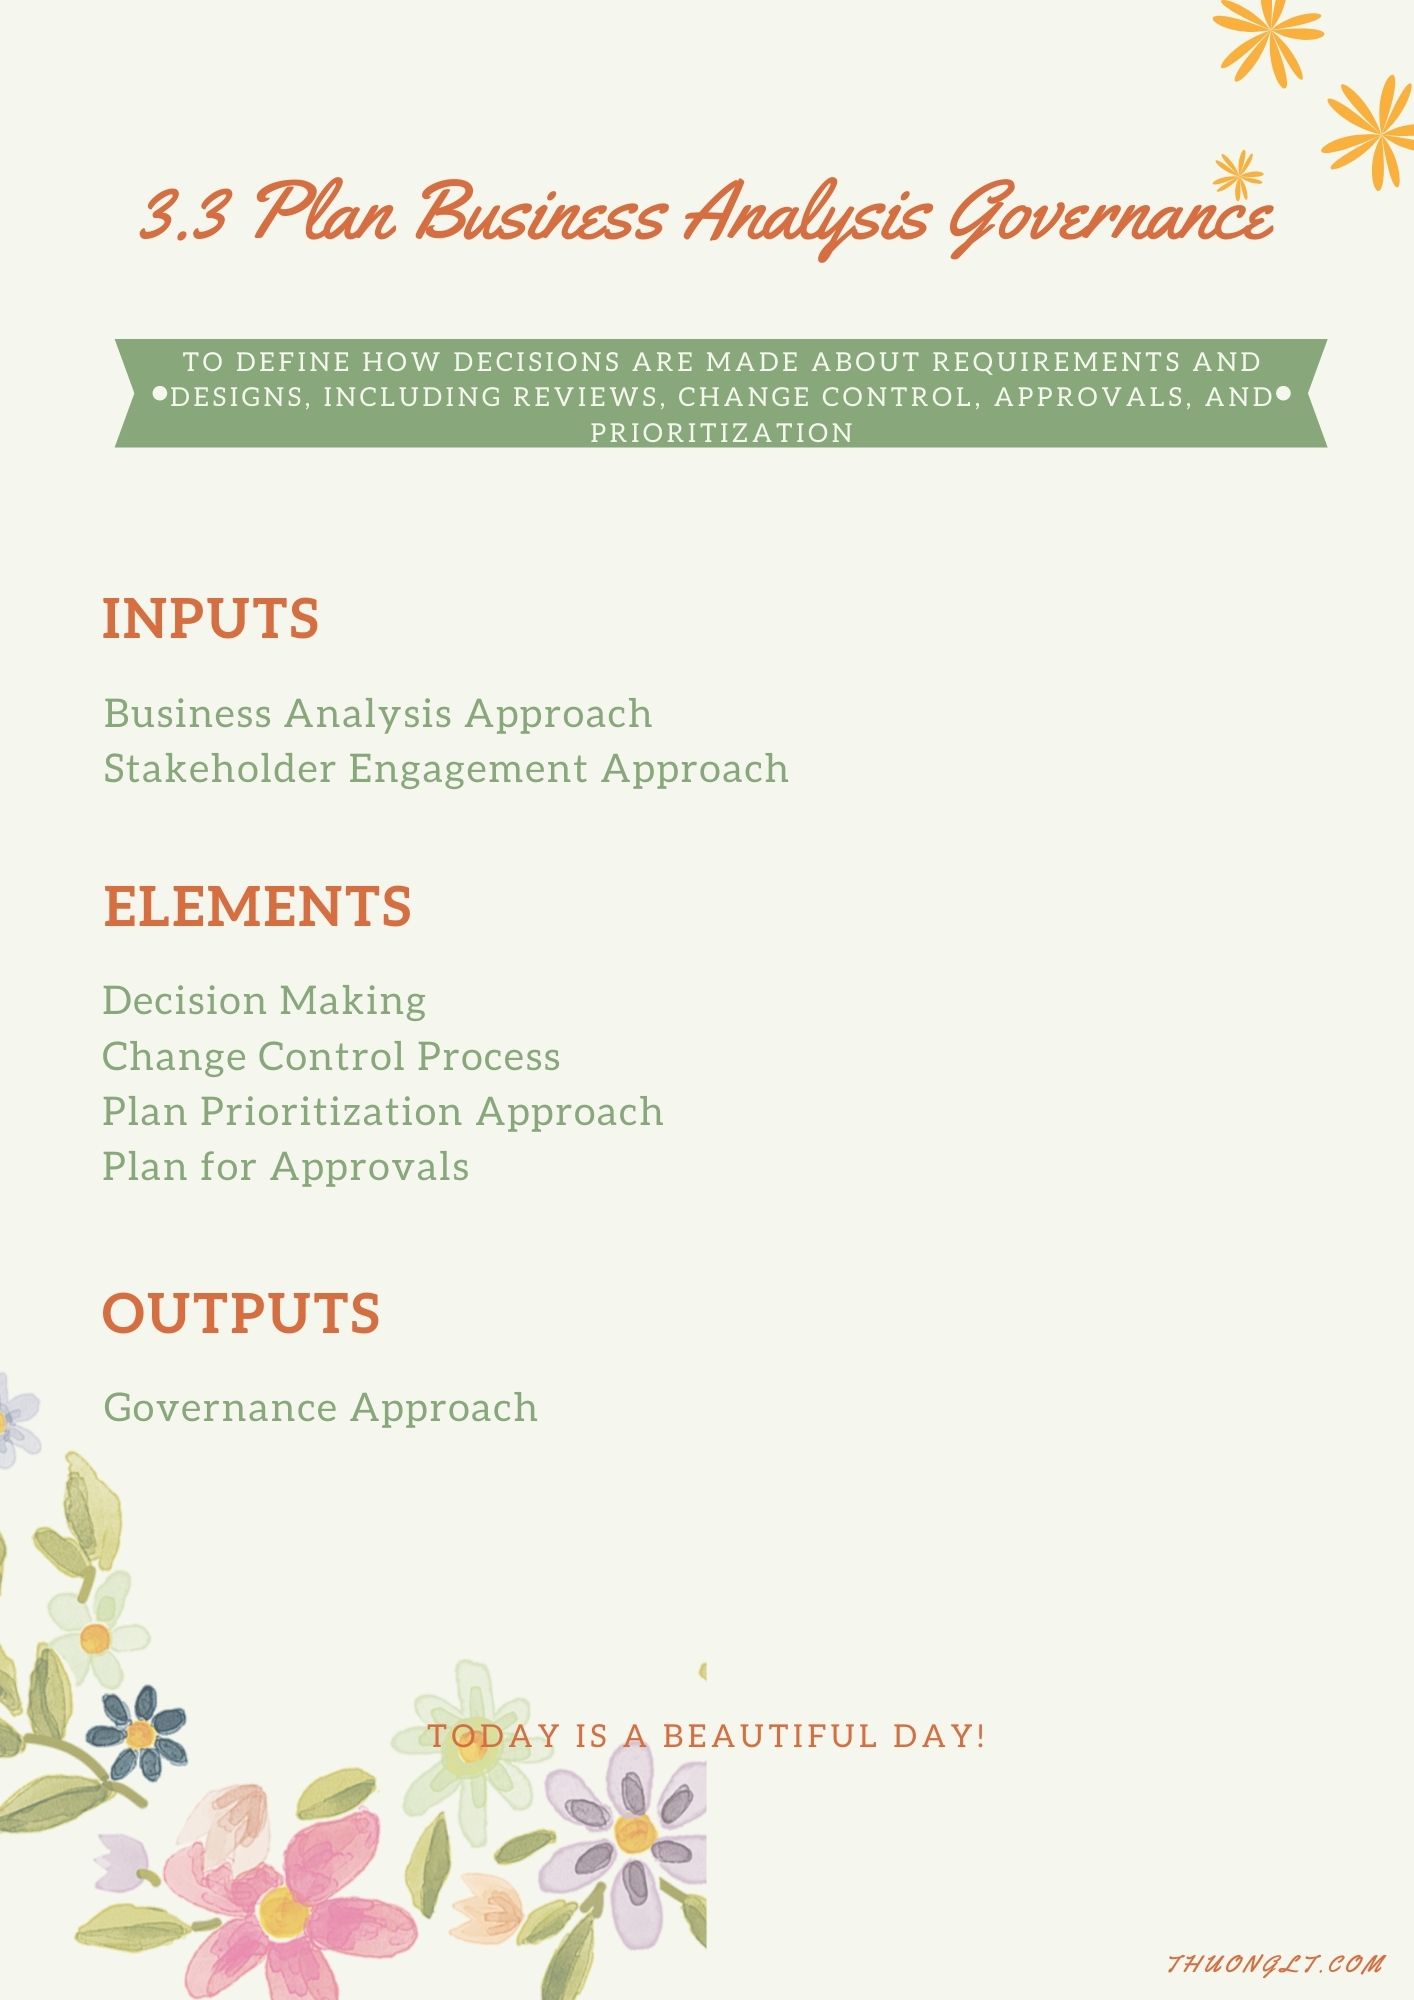 3.3 Plan Business Analysis Governance
TO DEFINE HOW DECISIONS ARE MADE ABOUT REQUIREMENTS AND
DESIGNS, INCLUDING REVIEWS, CHANGE CONTROL, APPROVALS, AND
PRIORITIZATION
INPUTS
Business Analysis Approach
Stakeholder Engagement Approach
ELEMENTS
Decision Making
Change Control Process
Plan Prioritization Approach
Plan for Approvals
OUTPUTS
Governance Approach
TODAY IS A BEAUTIFUL DAY!
THUONGLT.COM